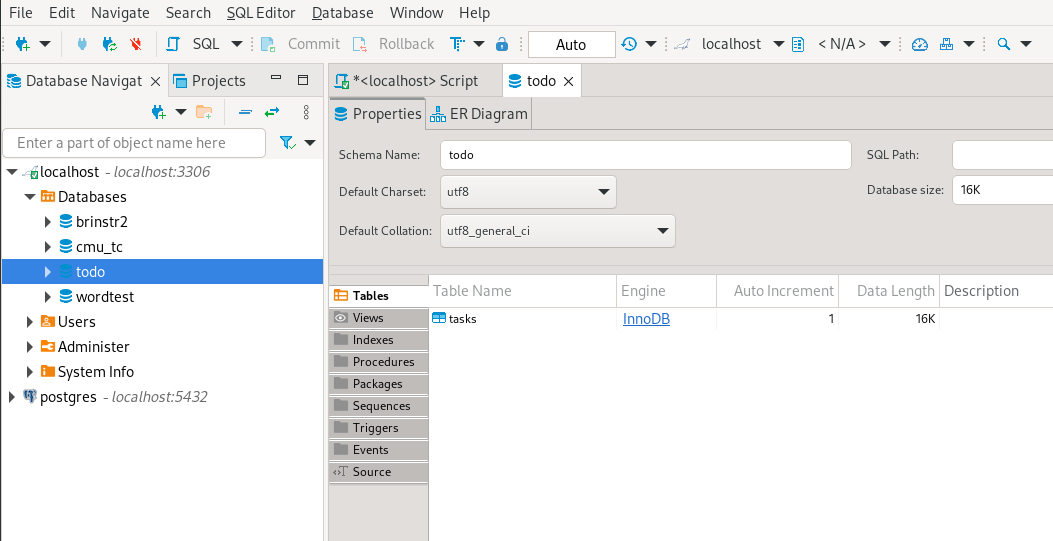 File Edit Navigate Search SQL Editor Database Window Help
SQL Commit Rollback Auto localhost < N/A >
Database Navigat Projects
Enter a part of object name here
localhost - localhost:3306
Databases
brinstr2
cmu_tc
todo
wordtest
Users
Administer
System Info
postgres - localhost:5432
*<localhost> Script todo
Properties ER Diagram
Schema Name: todo SQL Path:
Default Charset: utf8 Database size: 16K
Default Collation: utf8_general_ci
Tables
Views
Indexes
Procedures
Packages
Sequences
Triggers
Events
Source
Table Name Engine Auto Increment Data Length Description
tasks InnoDB 1 16K